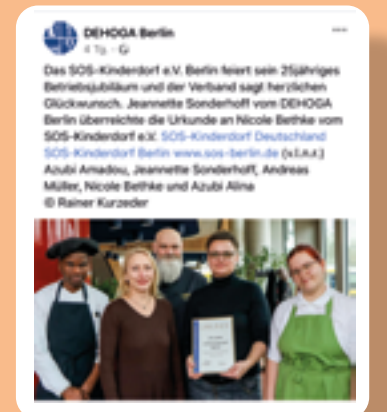 DEHOGA Berlin
4 Tg.
Das SOS-Kinderdorf e.V. Berlin feiert sein 25jähriges
Betriebsjubiläum und der Verband sagt herzlichen
Glückwunsch. Jeannette Sonderhoff vom DEHOGA
Berlin überreichte die Urkunde an Nicole Bethke vom
SOS-Kinderdorf e.V. SOS-Kinderdorf Deutschland
SOS-Kinderdorf Berlin www.sos-berlin.de (v.l.n.r.)
Azubi Amadou, Jeannette Sonderhoff, Andreas
Müller, Nicole Bethke und Azubi Alina
© Rainer Kurzeder